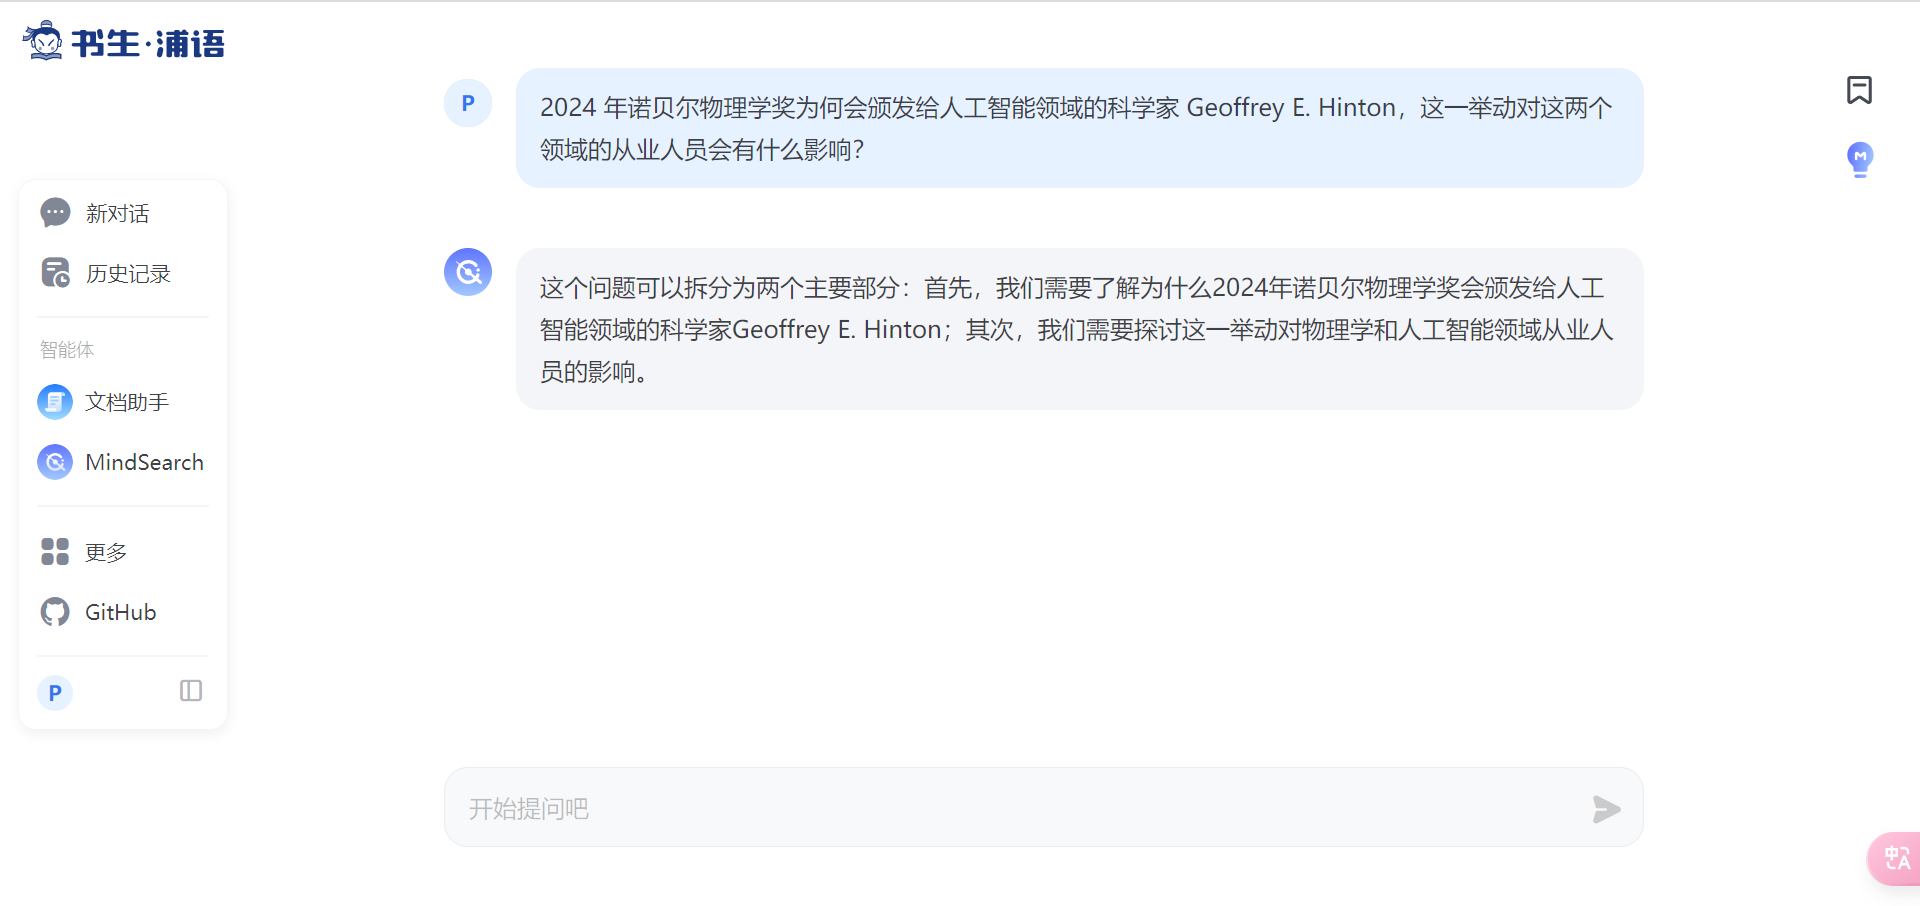 书生·浦语
P
2024 年诺贝尔物理学奖为何会颁发给人工智能领域的科学家 Geoffrey E. Hinton，这一举动对这两个
领域的从业人员会有什么影响？
M
新对话
历史记录
智能体
文档助手
MindSearch
更多
GitHub
P
这个问题可以拆分为两个主要部分：首先，我们需要了解为什么2024年诺贝尔物理学奖会颁发给人工
智能领域的科学家Geoffrey E. Hinton；其次，我们需要探讨这一举动对物理学和人工智能领域从业人
员的影响。
开始提问吧
中A